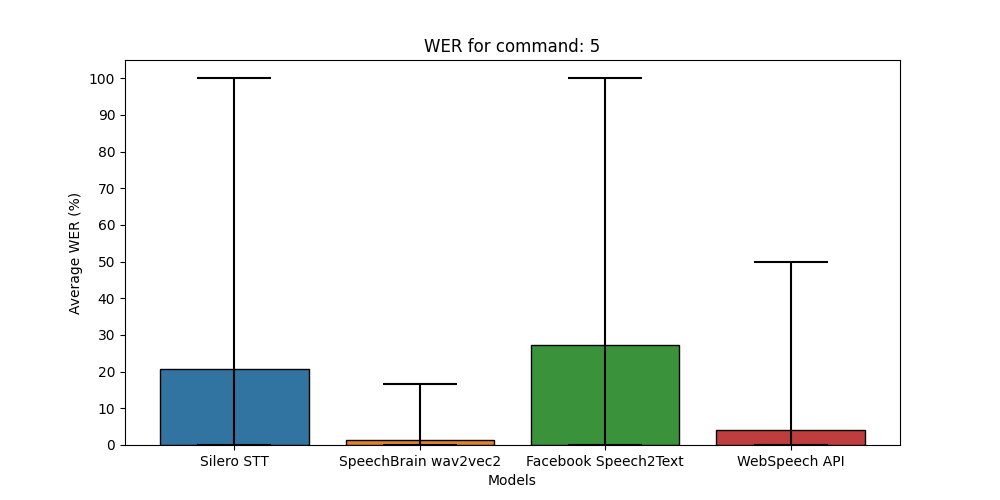 WER for command: 5
Average WER (%)
100
90
80
70
60
50
40
30
20
10
0
Silero STT
SpeechBrain wav2vec2
Facebook Speech2Text
WebSpeech API
Models